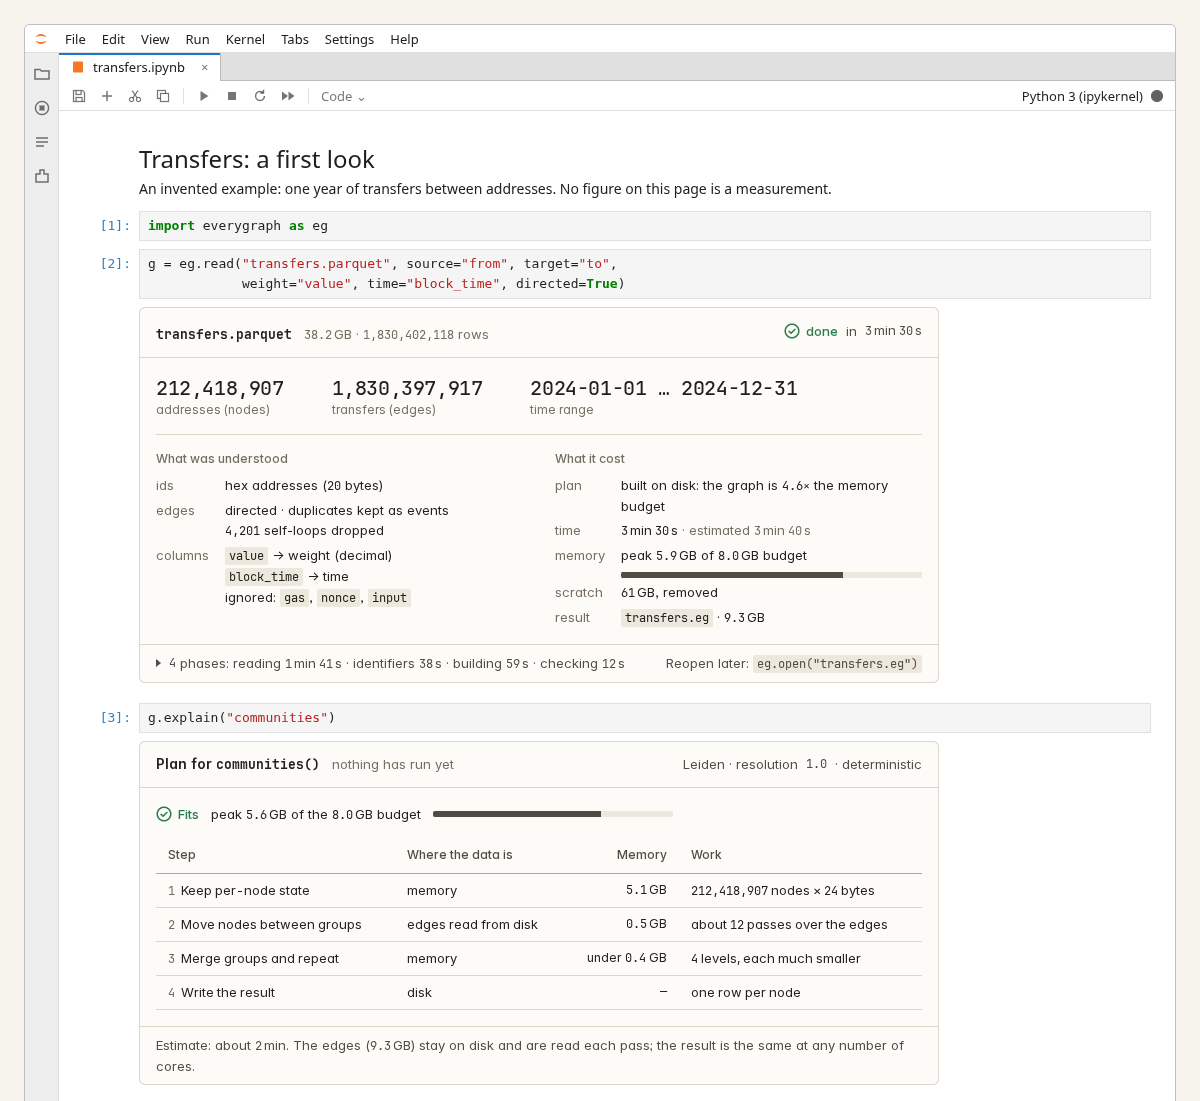 File Edit View Run Kernel Tabs Settings Help
transfers.ipynb ×
Code
Python 3 (ipykernel)
Transfers: a first look
An invented example: one year of transfers between addresses. No figure on this page is a measurement.
[1]: import everygraph as eg
[2]: g = eg.read("transfers.parquet", source="from", target="to",
weight="value", time="block_time", directed=True)
transfers.parquet 38.2 GB · 1,830,402,118 rows
done in 3 min 30 s
212,418,907 1,830,397,917 2024-01-01 … 2024-12-31
addresses (nodes) transfers (edges) time range
What was understood
ids hex addresses (20 bytes)
edges directed · duplicates kept as events
4,201 self-loops dropped
columns value → weight (decimal)
block_time → time
ignored: gas, nonce, input
What it cost
plan built on disk: the graph is 4.6× the memory
budget
time 3 min 30 s · estimated 3 min 40 s
memory peak 5.9 GB of 8.0 GB budget
scratch 61 GB, removed
result transfers.eg · 9.3 GB
4 phases: reading 1 min 41 s · identifiers 38 s · building 59 s · checking 12 s
Reopen later: eg.open("transfers.eg")
[3]: g.explain("communities")
Plan for communities() nothing has run yet
Leiden · resolution 1.0 · deterministic
Fits peak 5.6 GB of the 8.0 GB budget
Step Where the data is Memory Work
1 Keep per-node state memory 5.1 GB 212,418,907 nodes × 24 bytes
2 Move nodes between groups edges read from disk 0.5 GB about 12 passes over the edges
3 Merge groups and repeat memory under 0.4 GB 4 levels, each much smaller
4 Write the result disk – one row per node
Estimate: about 2 min. The edges (9.3 GB) stay on disk and are read each pass; the result is the same at any number of
cores.